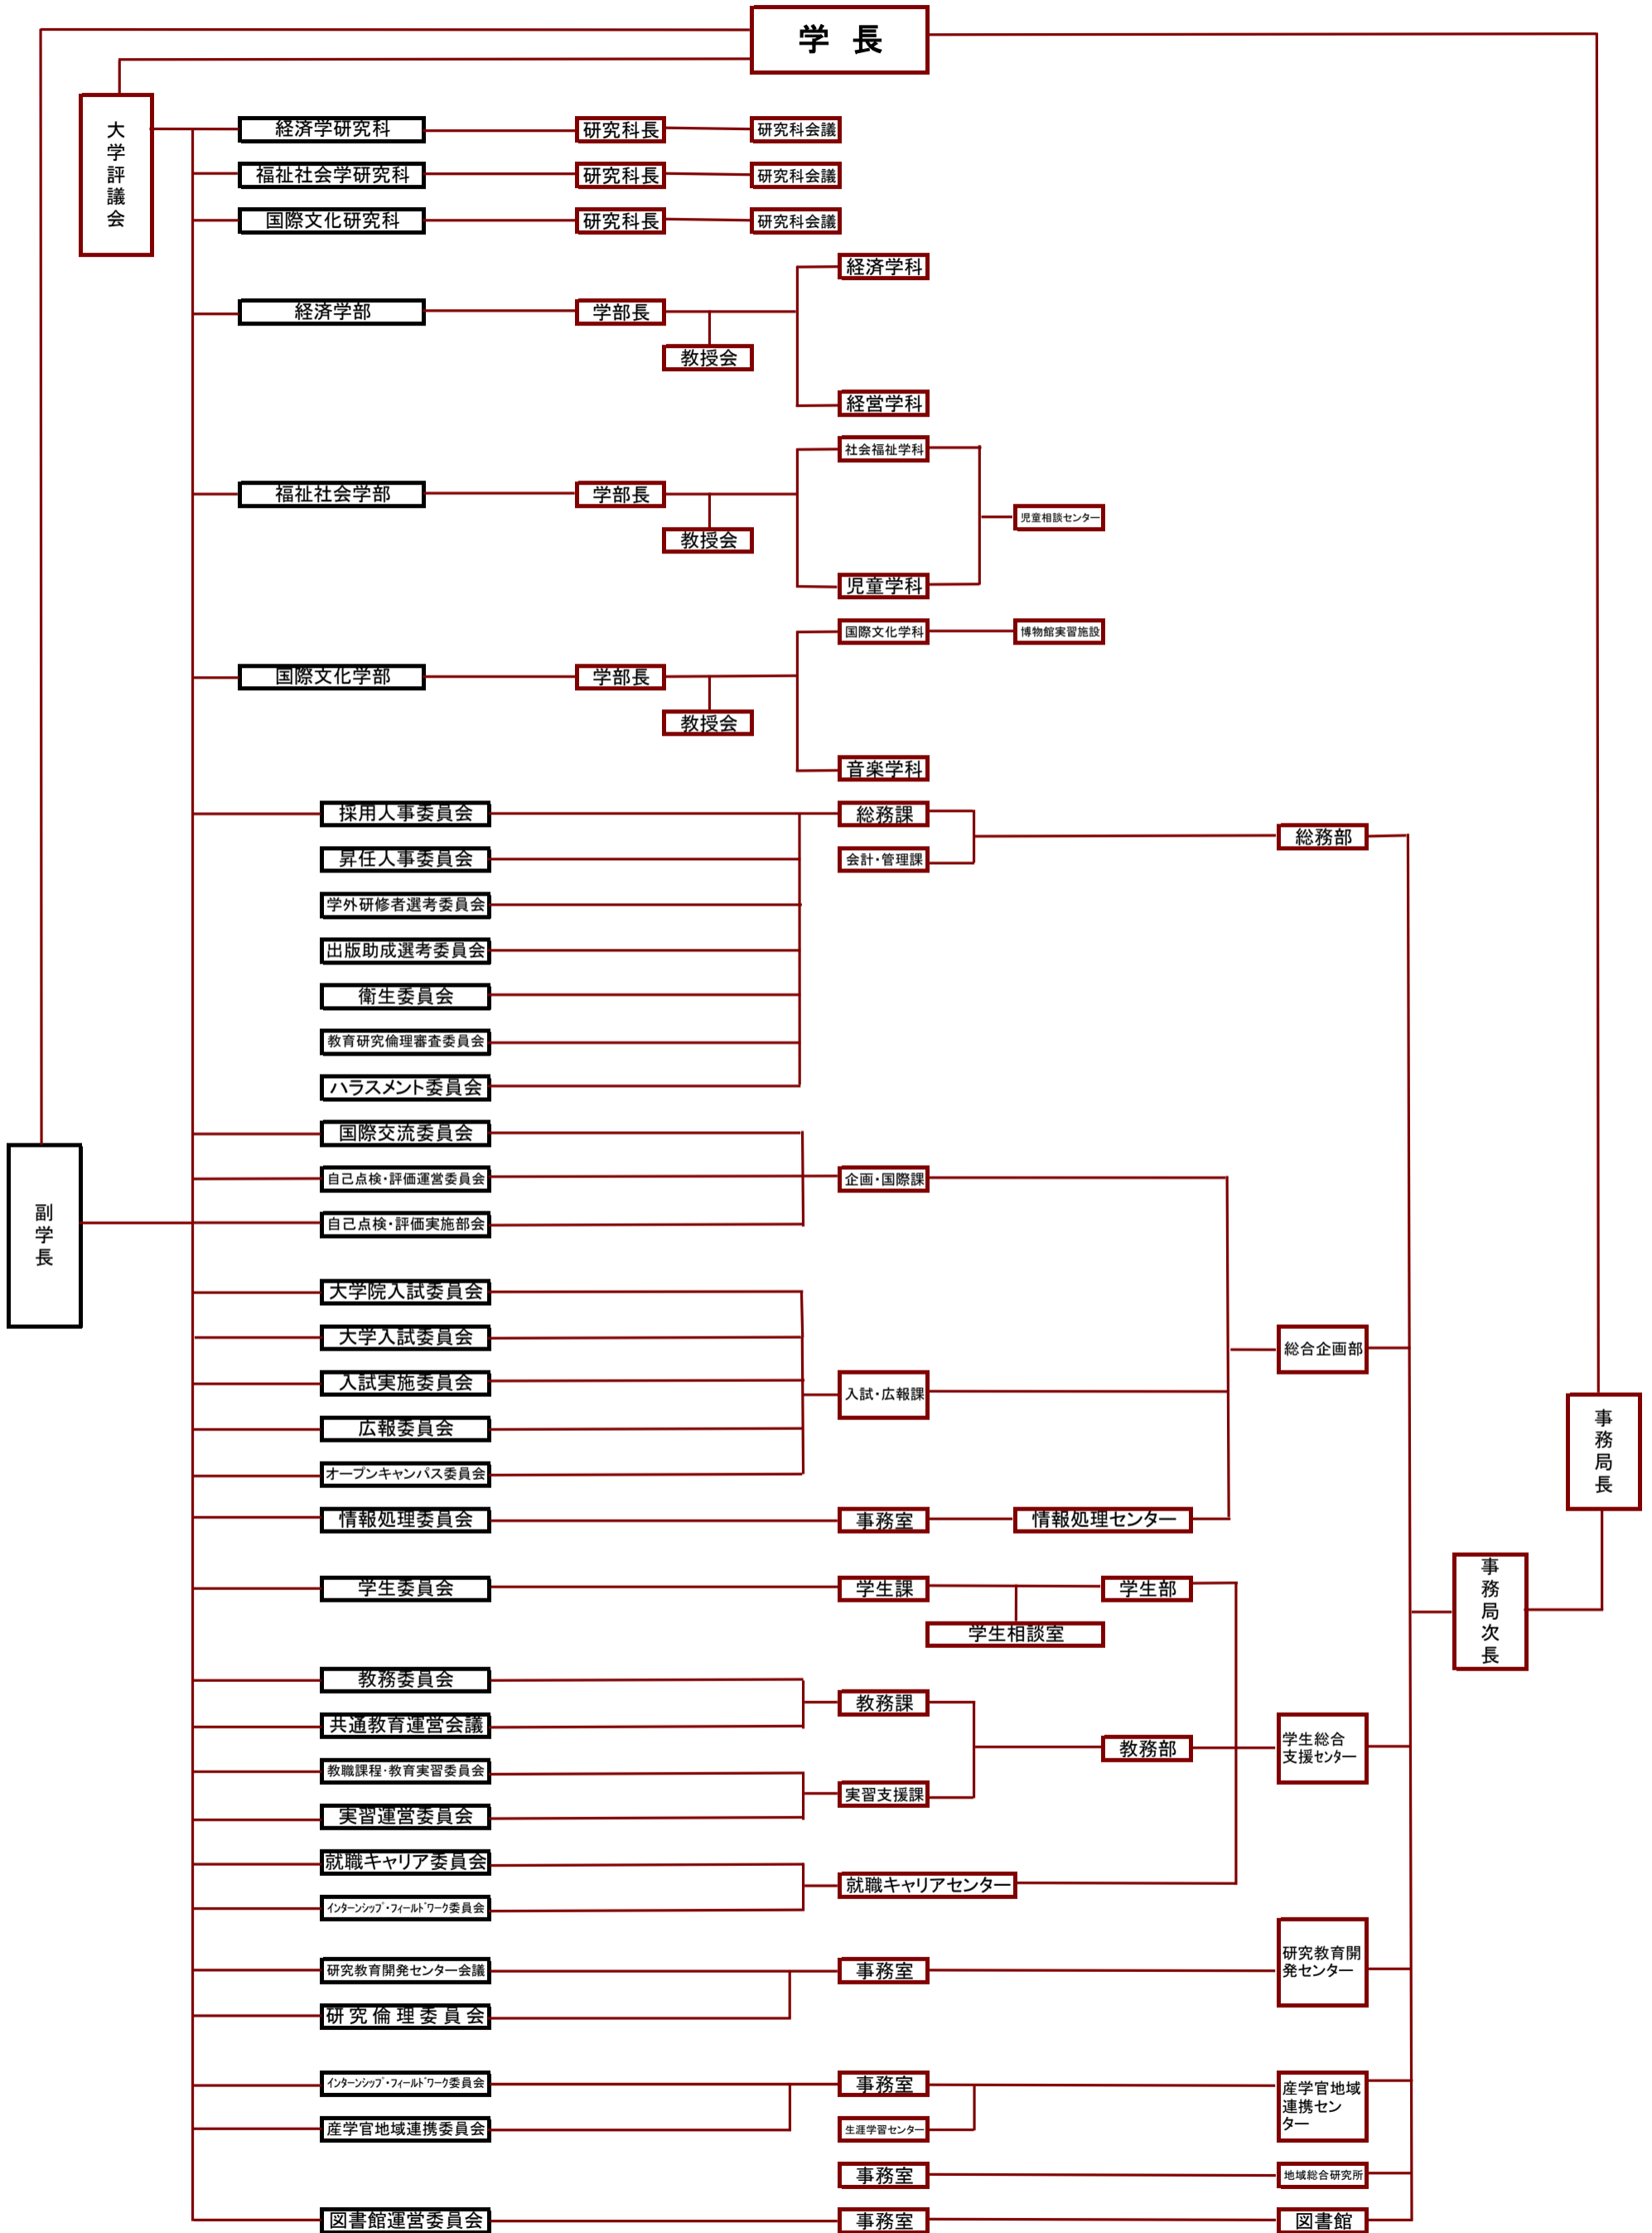 学 長
大学評議会
経済学研究科 研究科長 研究科会議
福祉社会学研究科 研究科長 研究科会議
国際文化研究科 研究科長 研究科会議
経済学科
経済学部 学部長
教授会
経営学科
社会福祉学科
福祉社会学部 学部長
児童相談センター
教授会
児童学科
国際文化学科 博物館実習施設
国際文化学部 学部長
教授会
音楽学科
採用人事委員会 総務課
総務部
昇任人事委員会 会計・管理課
学外研修者選考委員会
出版助成選考委員会
衛生委員会
教育研究倫理審査委員会
ハラスメント委員会
国際交流委員会
自己点検・評価運営委員会 企画・国際課
自己点検・評価実施部会
副学長
大学院入試委員会
大学入試委員会
総合企画部
入試実施委員会
入試・広報課
広報委員会
事務局長
オープンキャンパス委員会
情報処理委員会 事務室 情報処理センター
学生委員会 学生課 学生部
事務局次長
学生相談室
教務委員会
教務課
共通教育運営会議
教務部
学生総合
支援センター
教職課程・教育実習委員会
実習支援課
実習運営委員会
就職キャリア委員会
就職キャリアセンター
インターンシップ・フィールドワーク委員会
研究教育開
発センター
研究教育開発センター会議 事務室
研究倫理委員会
インターンシップ・フィールドワーク委員会 事務室
産学官地域
連携セン
ター
産学官地域連携委員会 生涯学習センター
事務室 地域総合研究所
図書館運営委員会 事務室 図書館